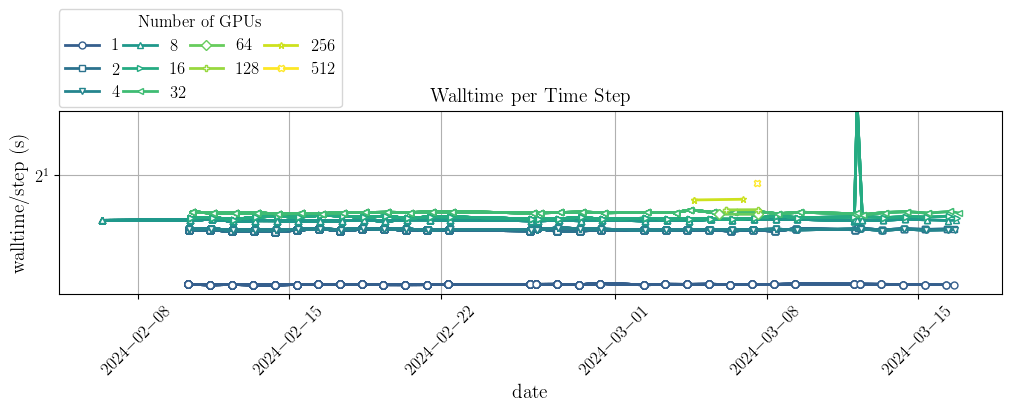 Number of GPUs
1 8 64 256
2 16 128 512
4 32
Walltime per Time Step
walltime/step (s)
2¹
2024−02−08 2024−02−15 2024−02−22 2024−03−01 2024−03−08 2024−03−15
date